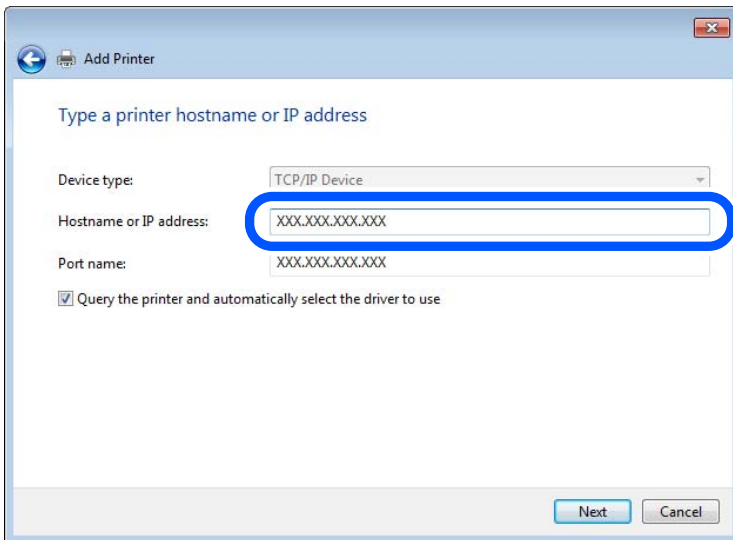 Add Printer
Type a printer hostname or IP address
Device type: TCP/IP Device
Hostname or IP address: XXX.XXX.XXX.XXX
Port name: XXX.XXX.XXX.XXX
Query the printer and automatically select the driver to use
Next Cancel